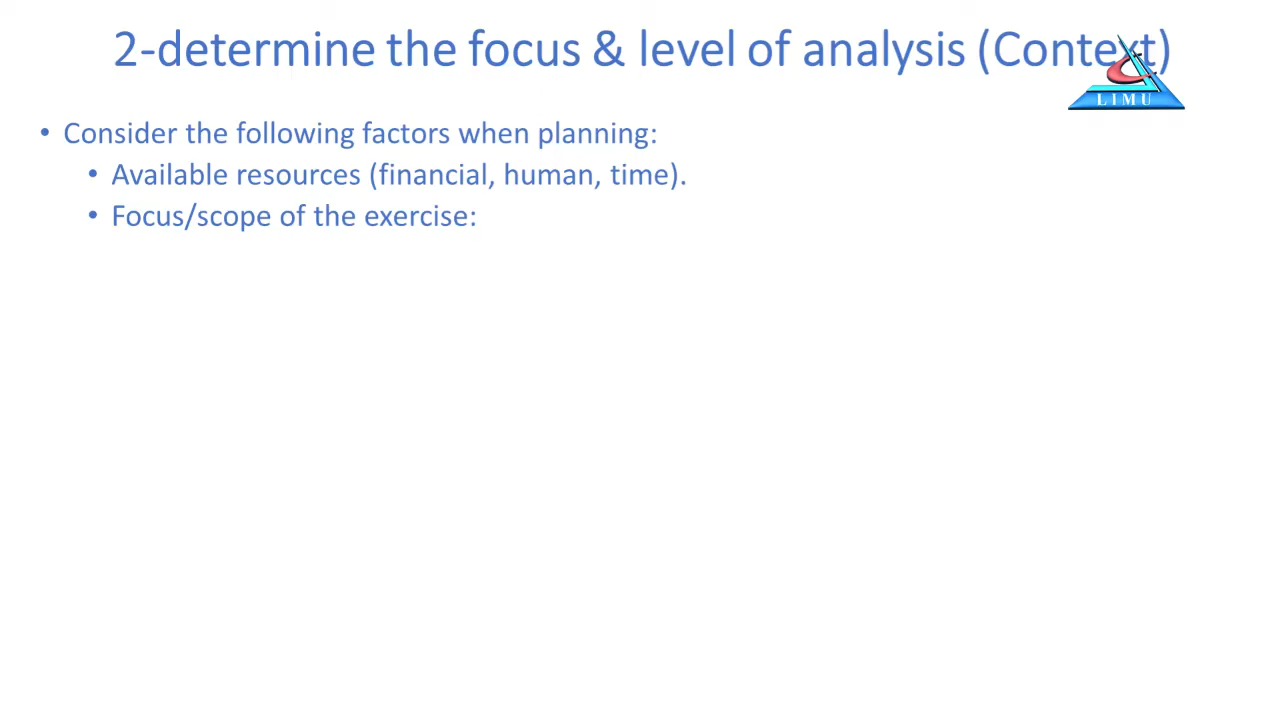 2-determine the focus & level of analysis (Context)
LIMU
• Consider the following factors when planning:
• Available resources (financial, human, time).
• Focus/scope of the exercise: